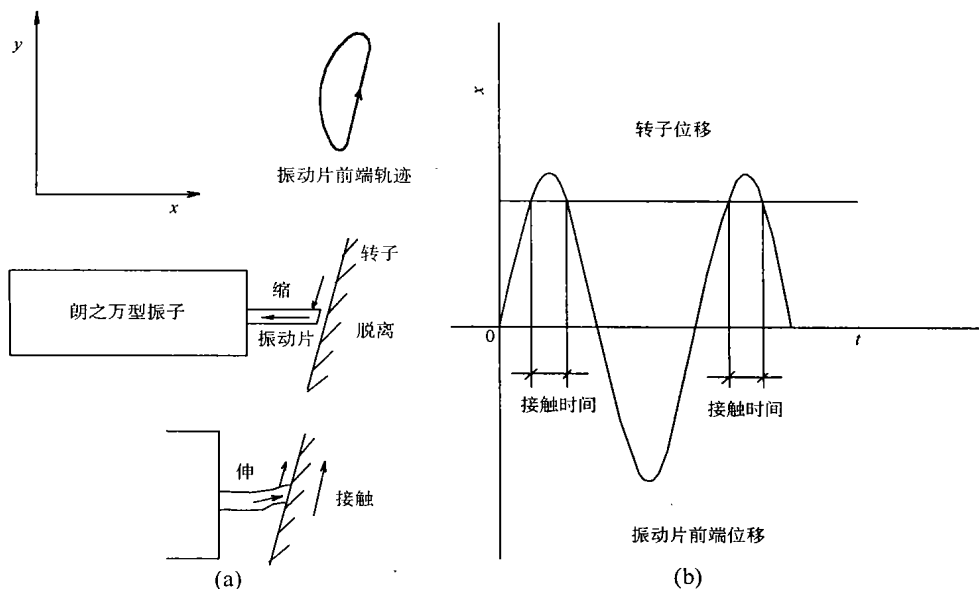 y
x
振动片前端轨迹
朗之万型振子
缩
振动片
转子
脱离
伸
接触
(a)
x
转子位移
0
t
接触时间
接触时间
振动片前端位移
(b)